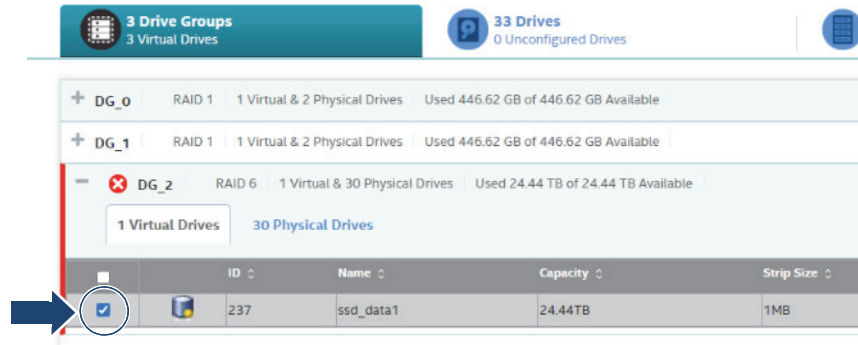 3 Drive Groups
3 Virtual Drives
33 Drives
0 Unconfigured Drives
DG_0 RAID 1 1 Virtual & 2 Physical Drives Used 446.62 GB of 446.62 GB Available
DG_1 RAID 1 1 Virtual & 2 Physical Drives Used 446.62 GB of 446.62 GB Available
DG_2 RAID 6 1 Virtual & 30 Physical Drives Used 24.44 TB of 24.44 TB Available
1 Virtual Drives 30 Physical Drives
ID Name Capacity Strip Size
237 ssd_data1 24.44TB 1MB